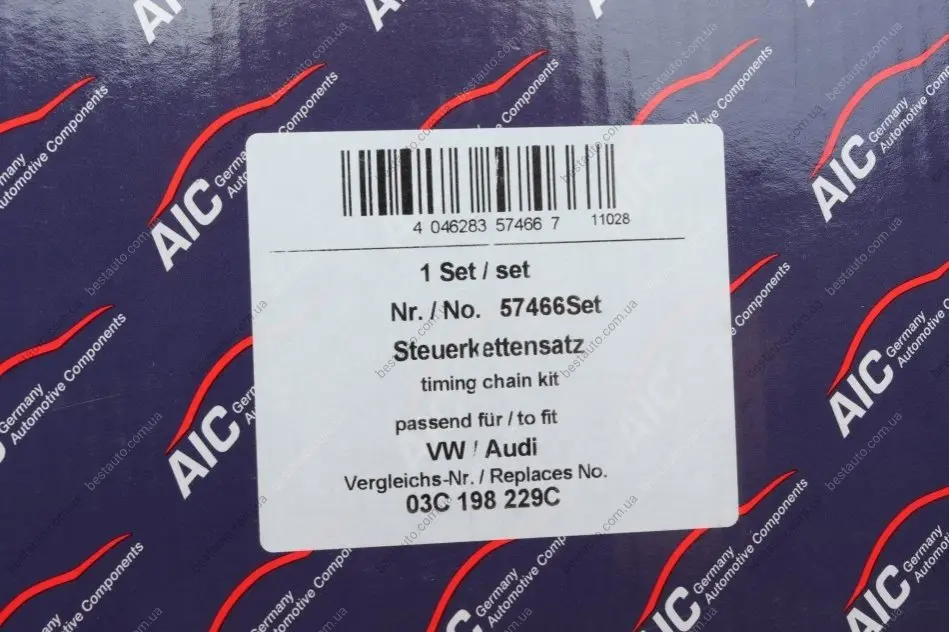 4 046283 57466 7 11028
1 Set / set
Nr. / No. 57466Set
Steuerkettensatz
timing chain kit
passend für / to fit
VW / Audi
Vergleichs-Nr. / Replaces No.
03C 198 229C
AIC Germany
Automotive Components
bestauto.com.ua